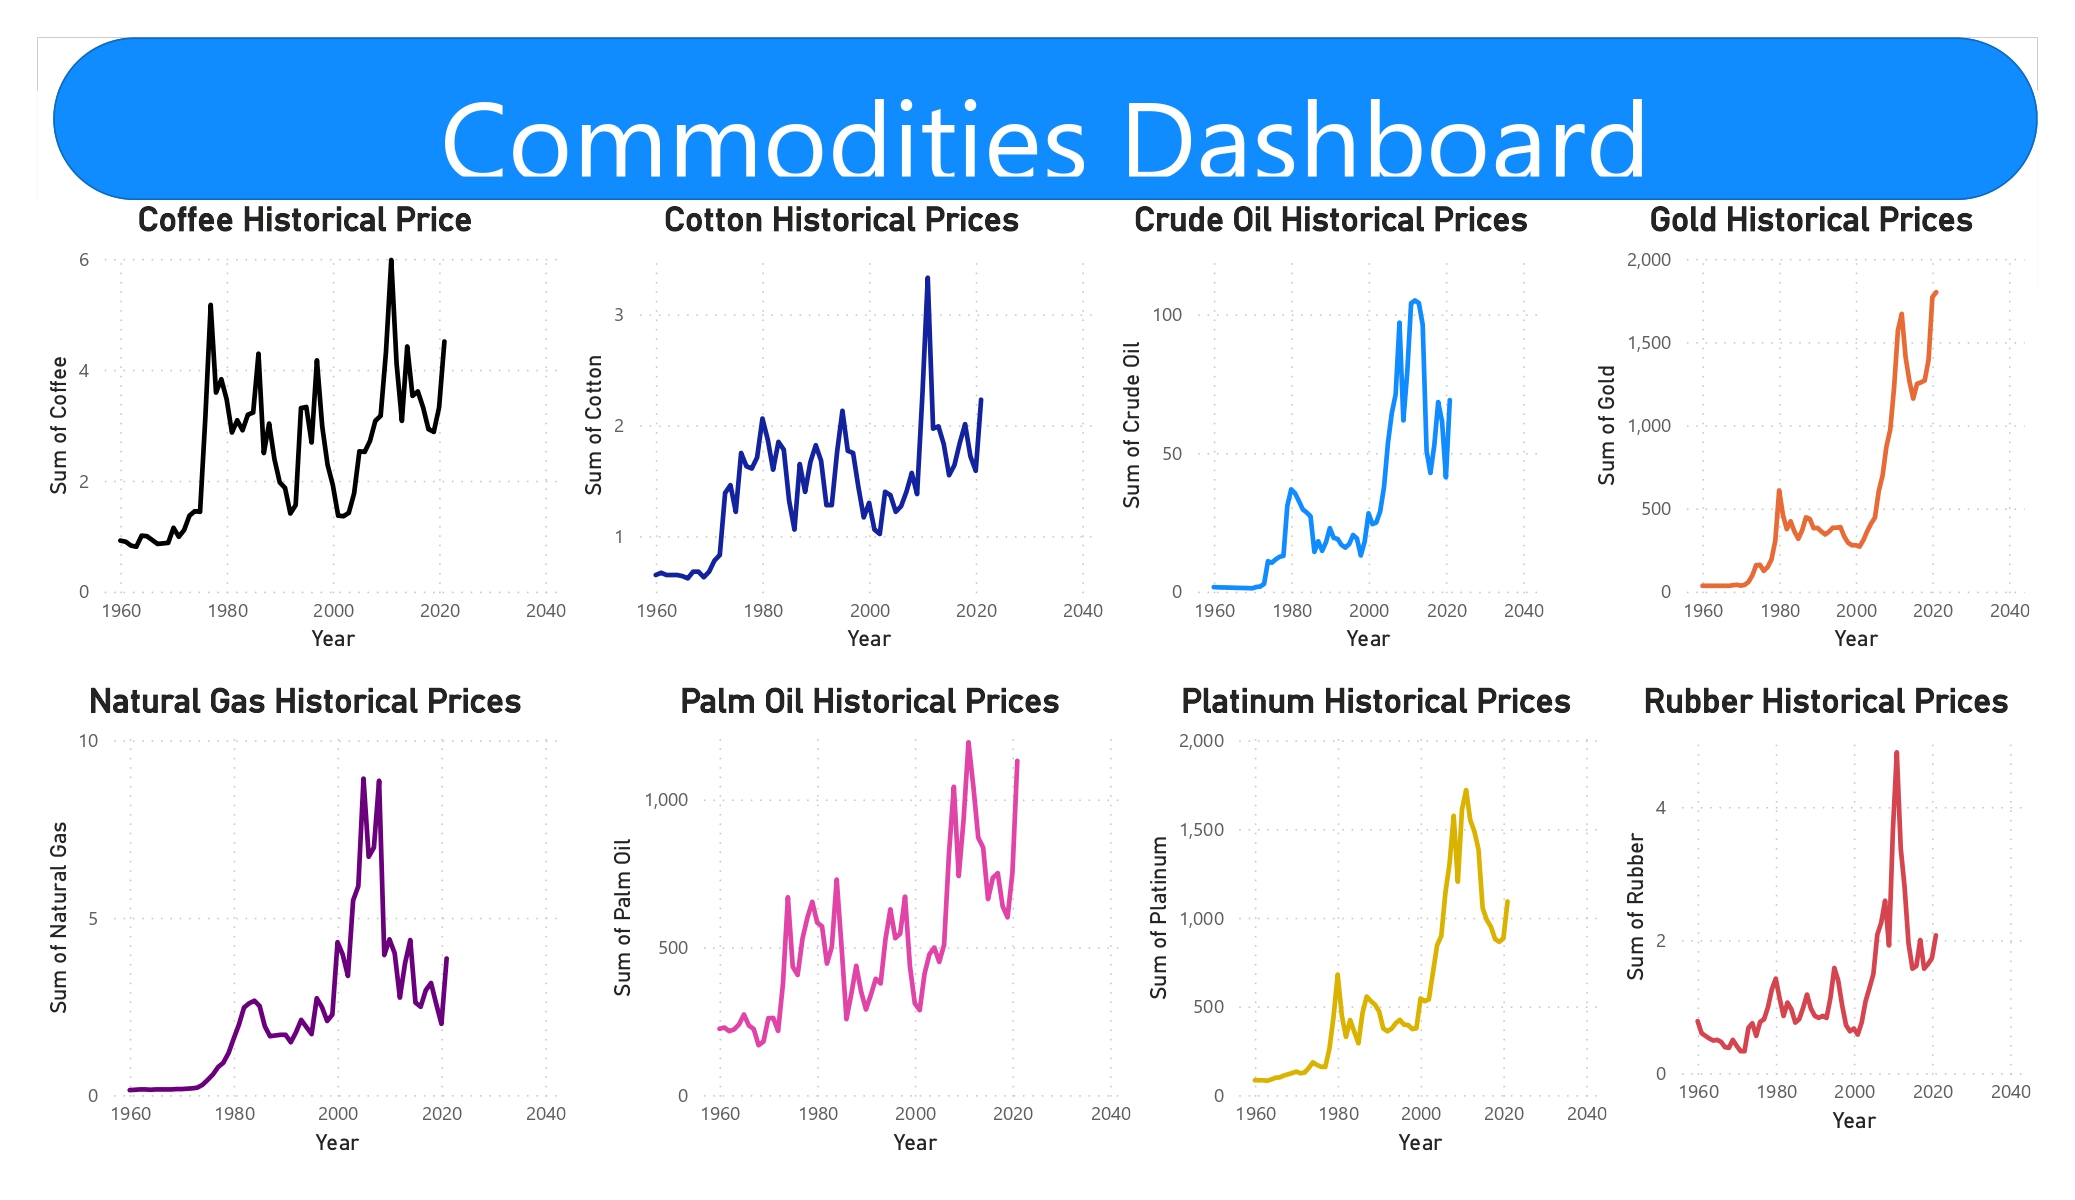 Commodities Dashboard
Coffee Historical Price
Sum of Coffee
6
4
2
0
1960 1980 2000 2020 2040
Year
Cotton Historical Prices
Sum of Cotton
3
2
1
1960 1980 2000 2020 2040
Year
Crude Oil Historical Prices
Sum of Crude Oil
100
50
0
1960 1980 2000 2020 2040
Year
Gold Historical Prices
Sum of Gold
2,000
1,500
1,000
500
0
1960 1980 2000 2020 2040
Year
Natural Gas Historical Prices
Sum of Natural Gas
10
5
0
1960 1980 2000 2020 2040
Year
Palm Oil Historical Prices
Sum of Palm Oil
1,000
500
0
1960 1980 2000 2020 2040
Year
Platinum Historical Prices
Sum of Platinum
2,000
1,500
1,000
500
0
1960 1980 2000 2020 2040
Year
Rubber Historical Prices
Sum of Rubber
4
2
0
1960 1980 2000 2020 2040
Year